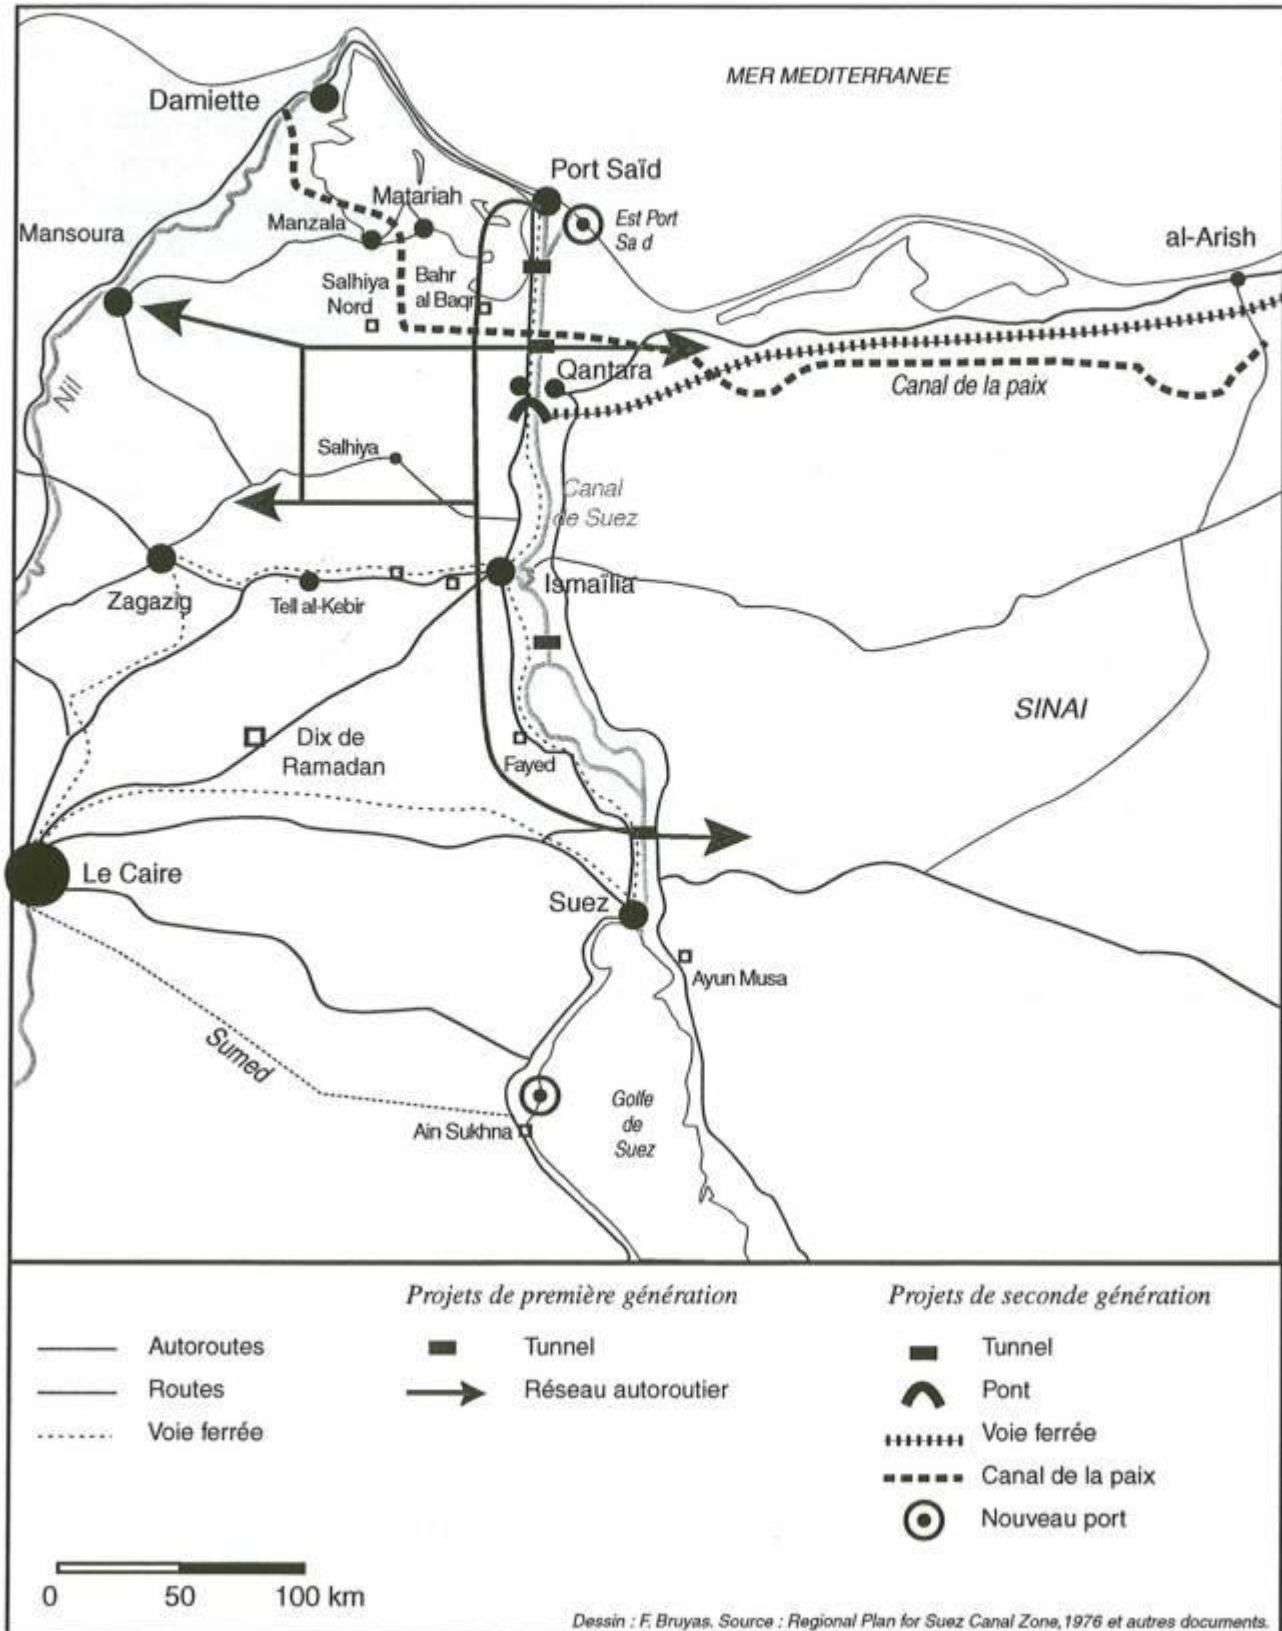 MER MEDITERRANEE
Damiette
Port Saïd
Est Port
Sa d
Matariah
Manzala
Mansoura
al-Arish
Salhiya
Nord
Bahr
al Baqr
Qantara
Canal de la paix
Nil
Salhiya
Canal
de Suez
Ismaïlia
Zagazig
Tell al-Kebir
SINAI
Dix de
Ramadan
Fayed
Le Caire
Suez
Ayun Musa
Sumed
Golfe
de
Suez
Ain Sukhna
Projets de première génération
Projets de seconde génération
Autoroutes
Tunnel
Tunnel
Routes
Réseau autoroutier
Pont
Voie ferrée
Voie ferrée
Canal de la paix
Nouveau port
0 50 100 km
Dessin : F. Bruyas. Source : Regional Plan for Suez Canal Zone, 1976 et autres documents.